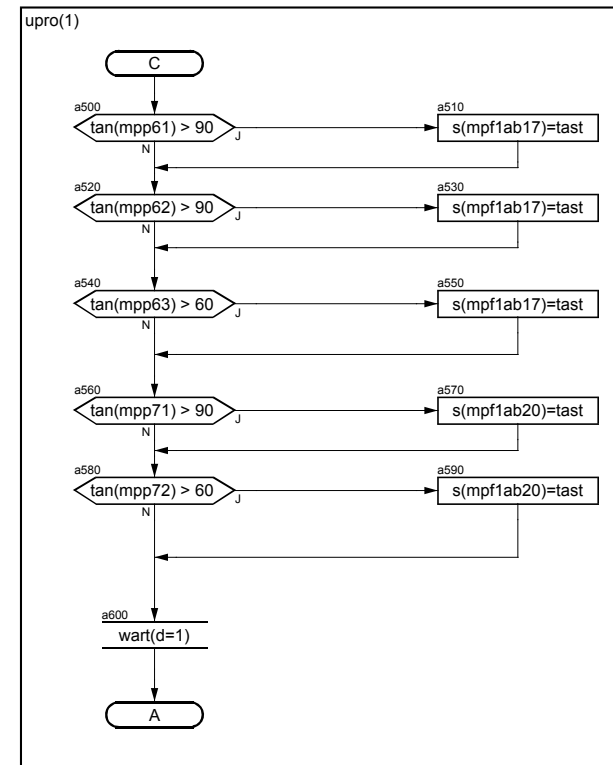 upro(1)
C
a500
tan(mpp61) > 90
J
N
a510
s(mpf1ab17)=tast
a520
tan(mpp62) > 90
J
N
a530
s(mpf1ab17)=tast
a540
tan(mpp63) > 60
J
N
a550
s(mpf1ab17)=tast
a560
tan(mpp71) > 90
J
N
a570
s(mpf1ab20)=tast
a580
tan(mpp72) > 60
J
N
a590
s(mpf1ab20)=tast
a600
wart(d=1)
A